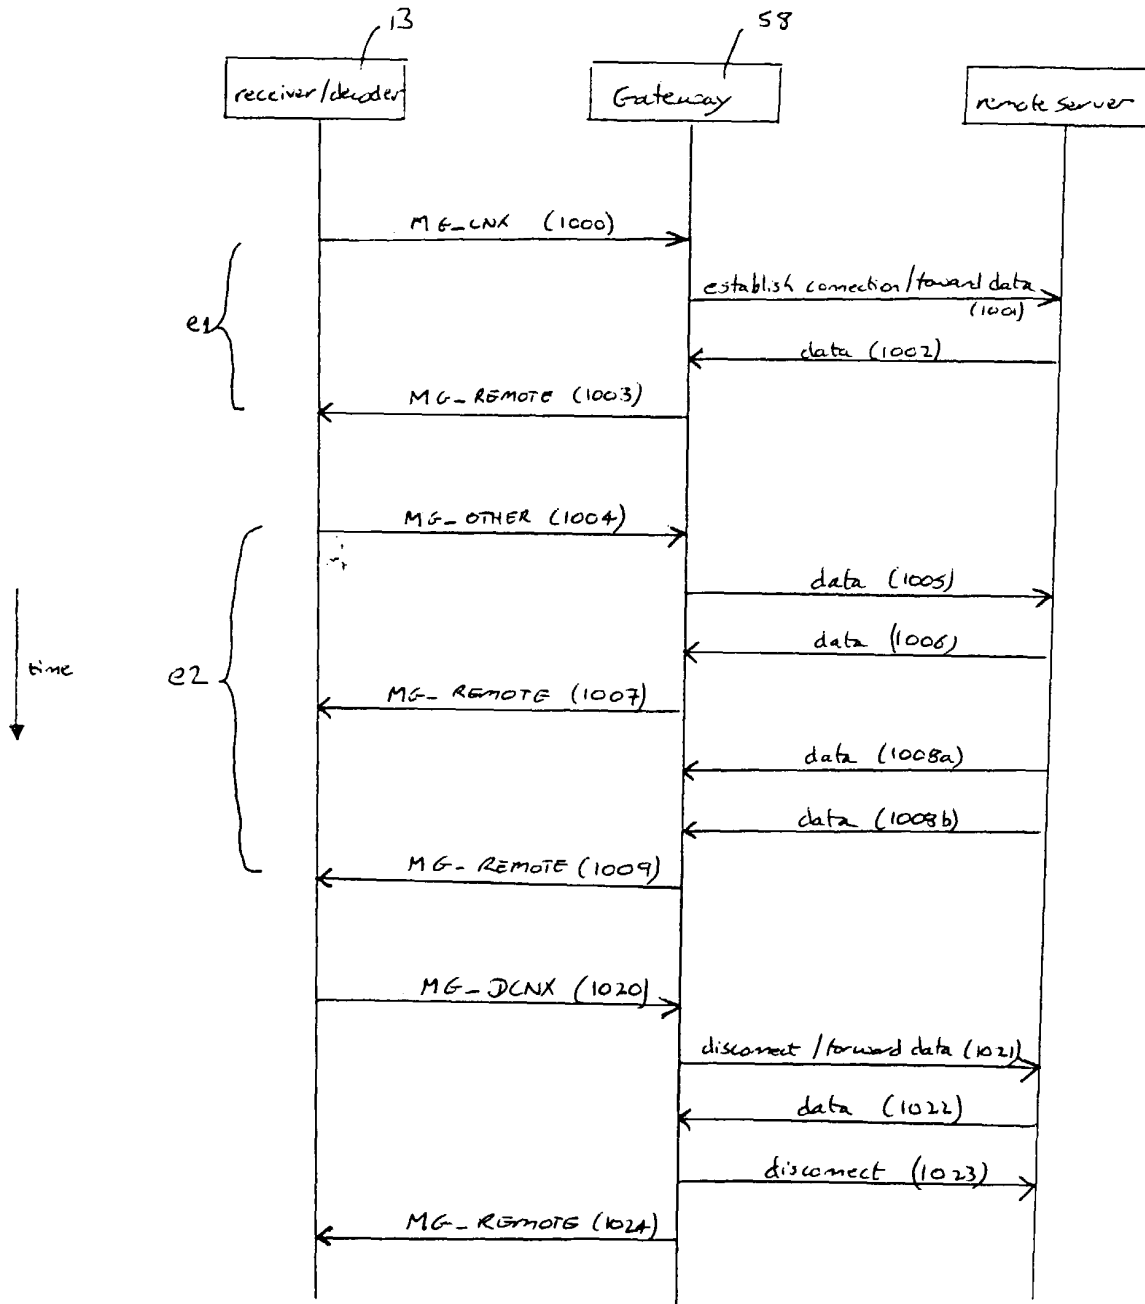 13
58
receiver/decoder
Gateway
remote server
MG_CNX (1000)
establish connection/foward data
(1001)
e1
data (1002)
MG_REMOTE (1003)
MG_OTHER (1004)
data (1005)
data (1006)
time
e2
MG_REMOTE (1007)
data (1008a)
data (1008b)
MG_REMOTE (1009)
MG_DCNX (1020)
disconnect/forward data (1021)
data (1022)
disconnect (1023)
MG_REMOTE (1024)